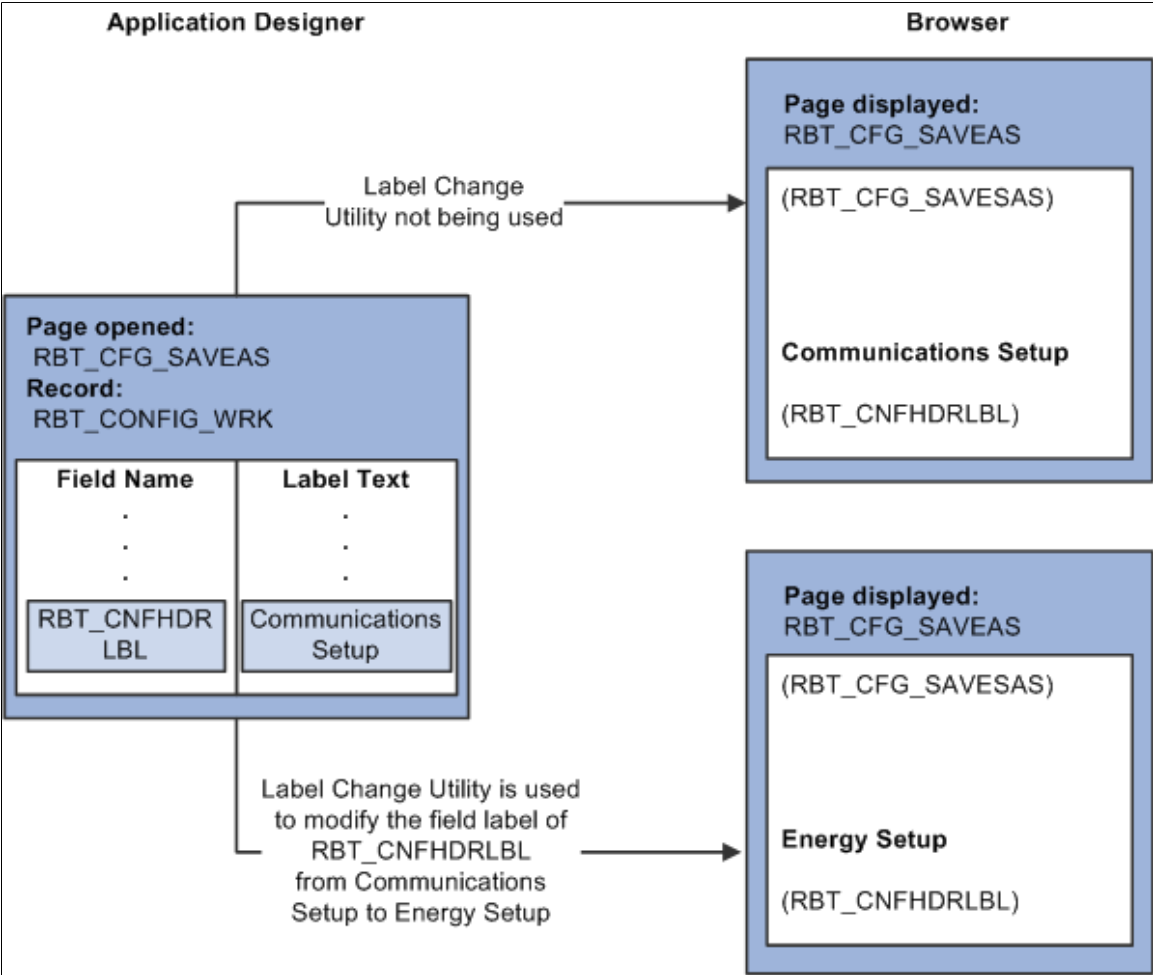 Application Designer
Browser
Page displayed:
RBT_CFG_SAVEAS
(RBT_CFG_SAVESAS)
Communications Setup
(RBT_CNFHDRLBL)
Label Change
Utility not being used
Page opened:
RBT_CFG_SAVEAS
Record:
RBT_CONFIG_WRK
Field Name
Label Text
.
.
.
.
.
.
RBT_CNFHDR
LBL
Communications
Setup
Label Change Utility is used
to modify the field label of
RBT_CNFHDRLBL
from Communications
Setup to Energy Setup
Page displayed:
RBT_CFG_SAVEAS
(RBT_CFG_SAVESAS)
Energy Setup
(RBT_CNFHDRLBL)